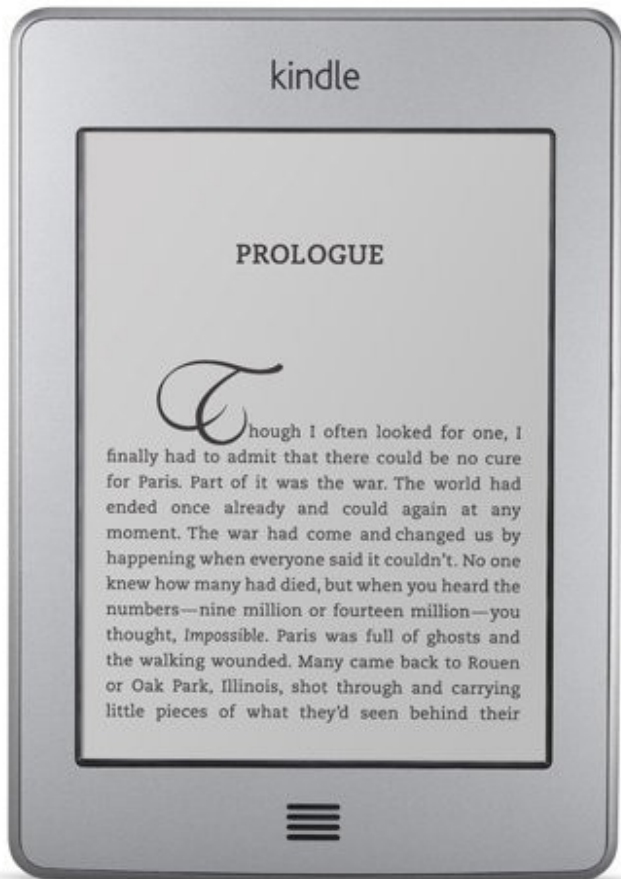 kindle
PROLOGUE
Though I often looked for one, I
finally had to admit that there could be no cure
for Paris. Part of it was the war. The world had
ended once already and could again at any
moment. The war had come and changed us by
happening when everyone said it couldn't. No one
knew how many had died, but when you heard the
numbers—nine million or fourteen million—you
thought, Impossible. Paris was full of ghosts and
the walking wounded. Many came back to Rouen
or Oak Park, Illinois, shot through and carrying
little pieces of what they'd seen behind their